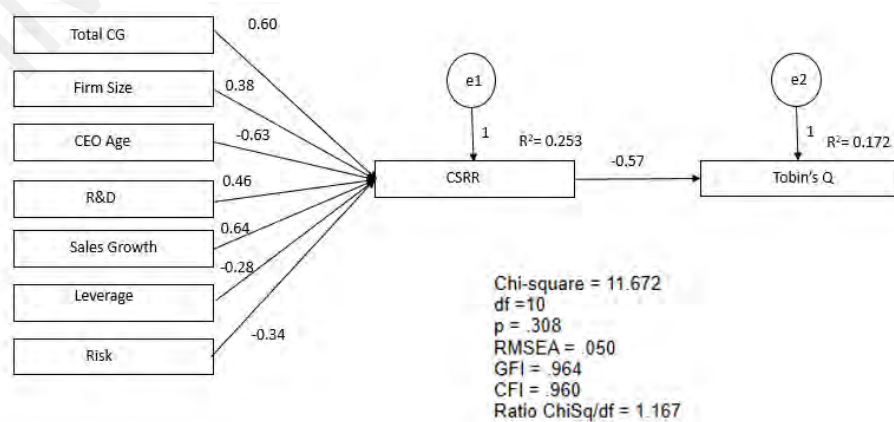 Total CG
0.60
Firm Size
0.38
CEO Age
-0.63
R&D
0.46
Sales Growth
0.64
Leverage
-0.28
Risk
-0.34
e1
1
R²= 0.253
CSRR
-0.57
e2
1
R²= 0.172
Tobin's Q
Chi-square = 11.672
df =10
p = .308
RMSEA = .050
GFI = .964
CFI = .960
Ratio ChiSq/df = 1.167